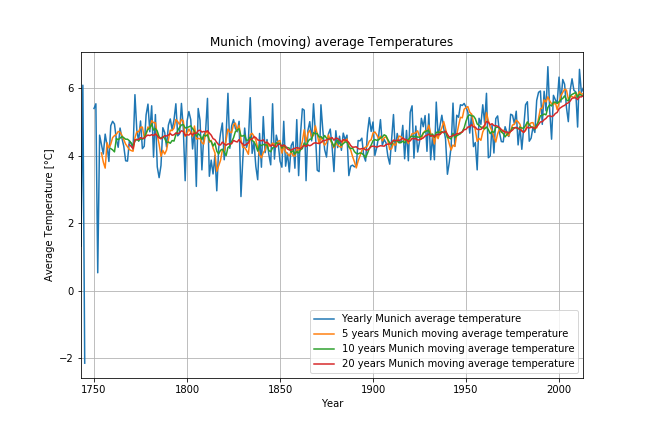 Munich (moving) average Temperatures
Average Temperature [°C]
6
4
2
0
−2
1750
1800
1850
1900
1950
2000
Year
Yearly Munich average temperature
5 years Munich moving average temperature
10 years Munich moving average temperature
20 years Munich moving average temperature